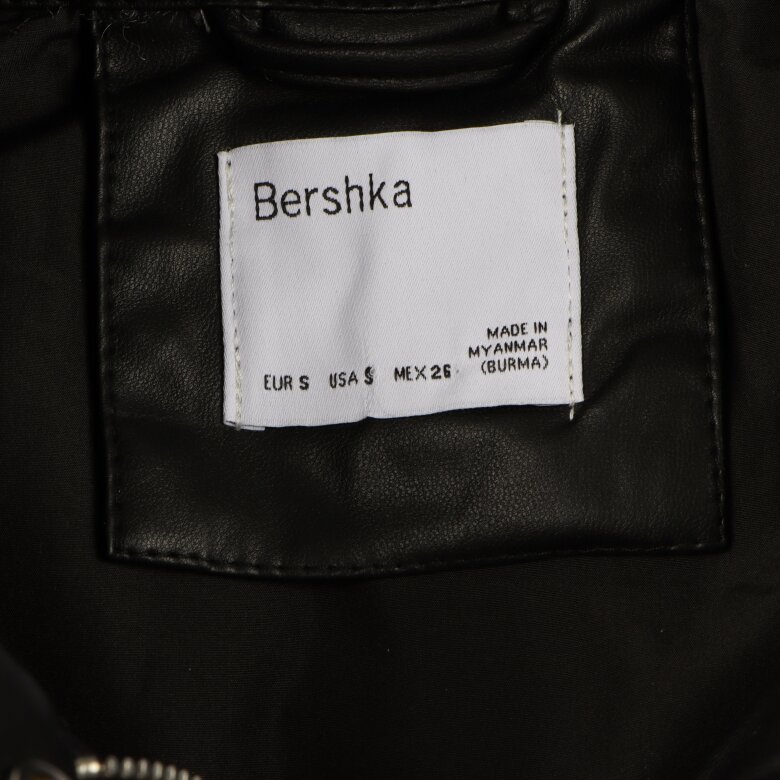 Bershka
MADE IN
MYANMAR
(BURMA)
EUR S USA S MEX 26